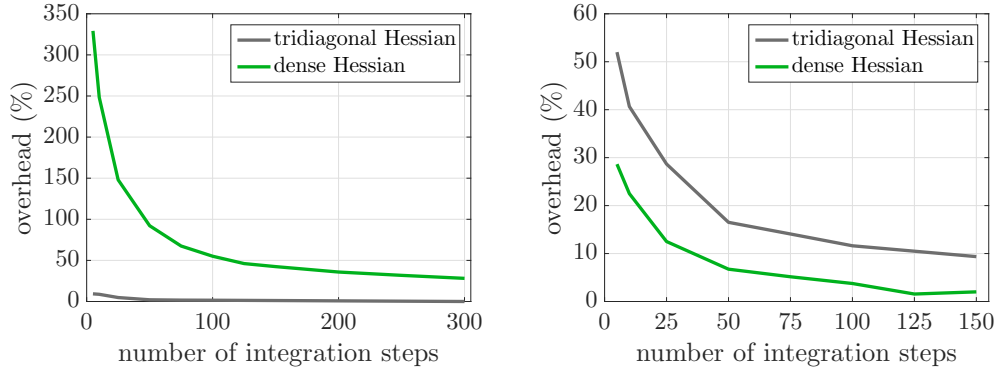 overhead (%)
350
300
250
200
150
100
50
0
tridiagonal Hessian
dense Hessian
0 100 200 300
number of integration steps
overhead (%)
60
50
40
30
20
10
0
tridiagonal Hessian
dense Hessian
0 25 50 75 100 125 150
number of integration steps